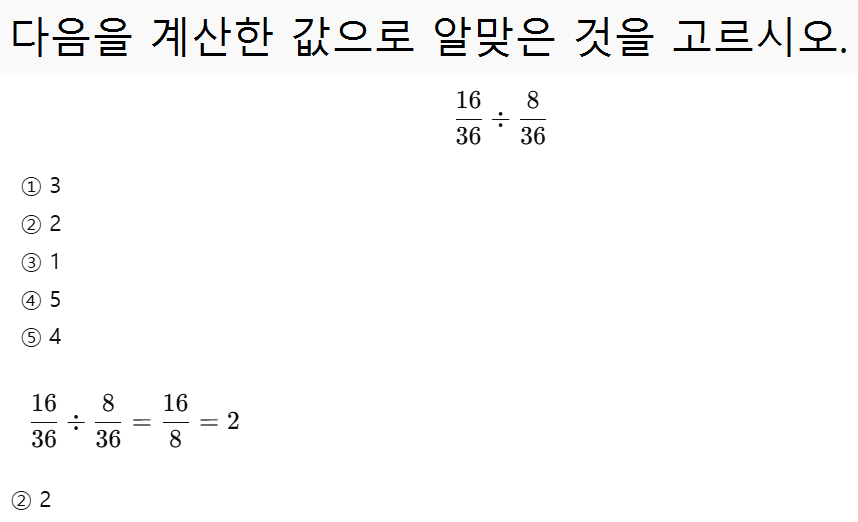 다음을 계산한 값으로 알맞은 것을 고르시오.
16/36 ÷ 8/36
① 3
② 2
③ 1
④ 5
⑤ 4
16/36 ÷ 8/36 = 16/8 = 2
② 2